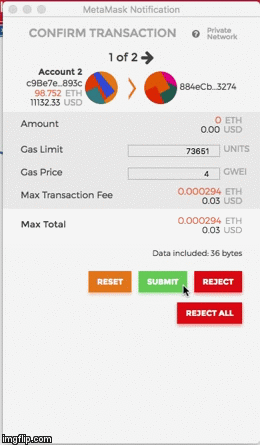 MetaMask Notification
CONFIRM TRANSACTION
? Private Network
1 of 2
Account 2
c9Be7e...893c
98.752 ETH
11132.33 USD
884eCb...3274
Amount 0 ETH
0.00 USD
Gas Limit 73651 UNITS
Gas Price 4 GWEI
Max Transaction Fee 0.000294 ETH
0.03 USD
Max Total 0.000294 ETH
0.03 USD
Data included: 36 bytes
RESET SUBMIT REJECT
REJECT ALL
imgflip.com